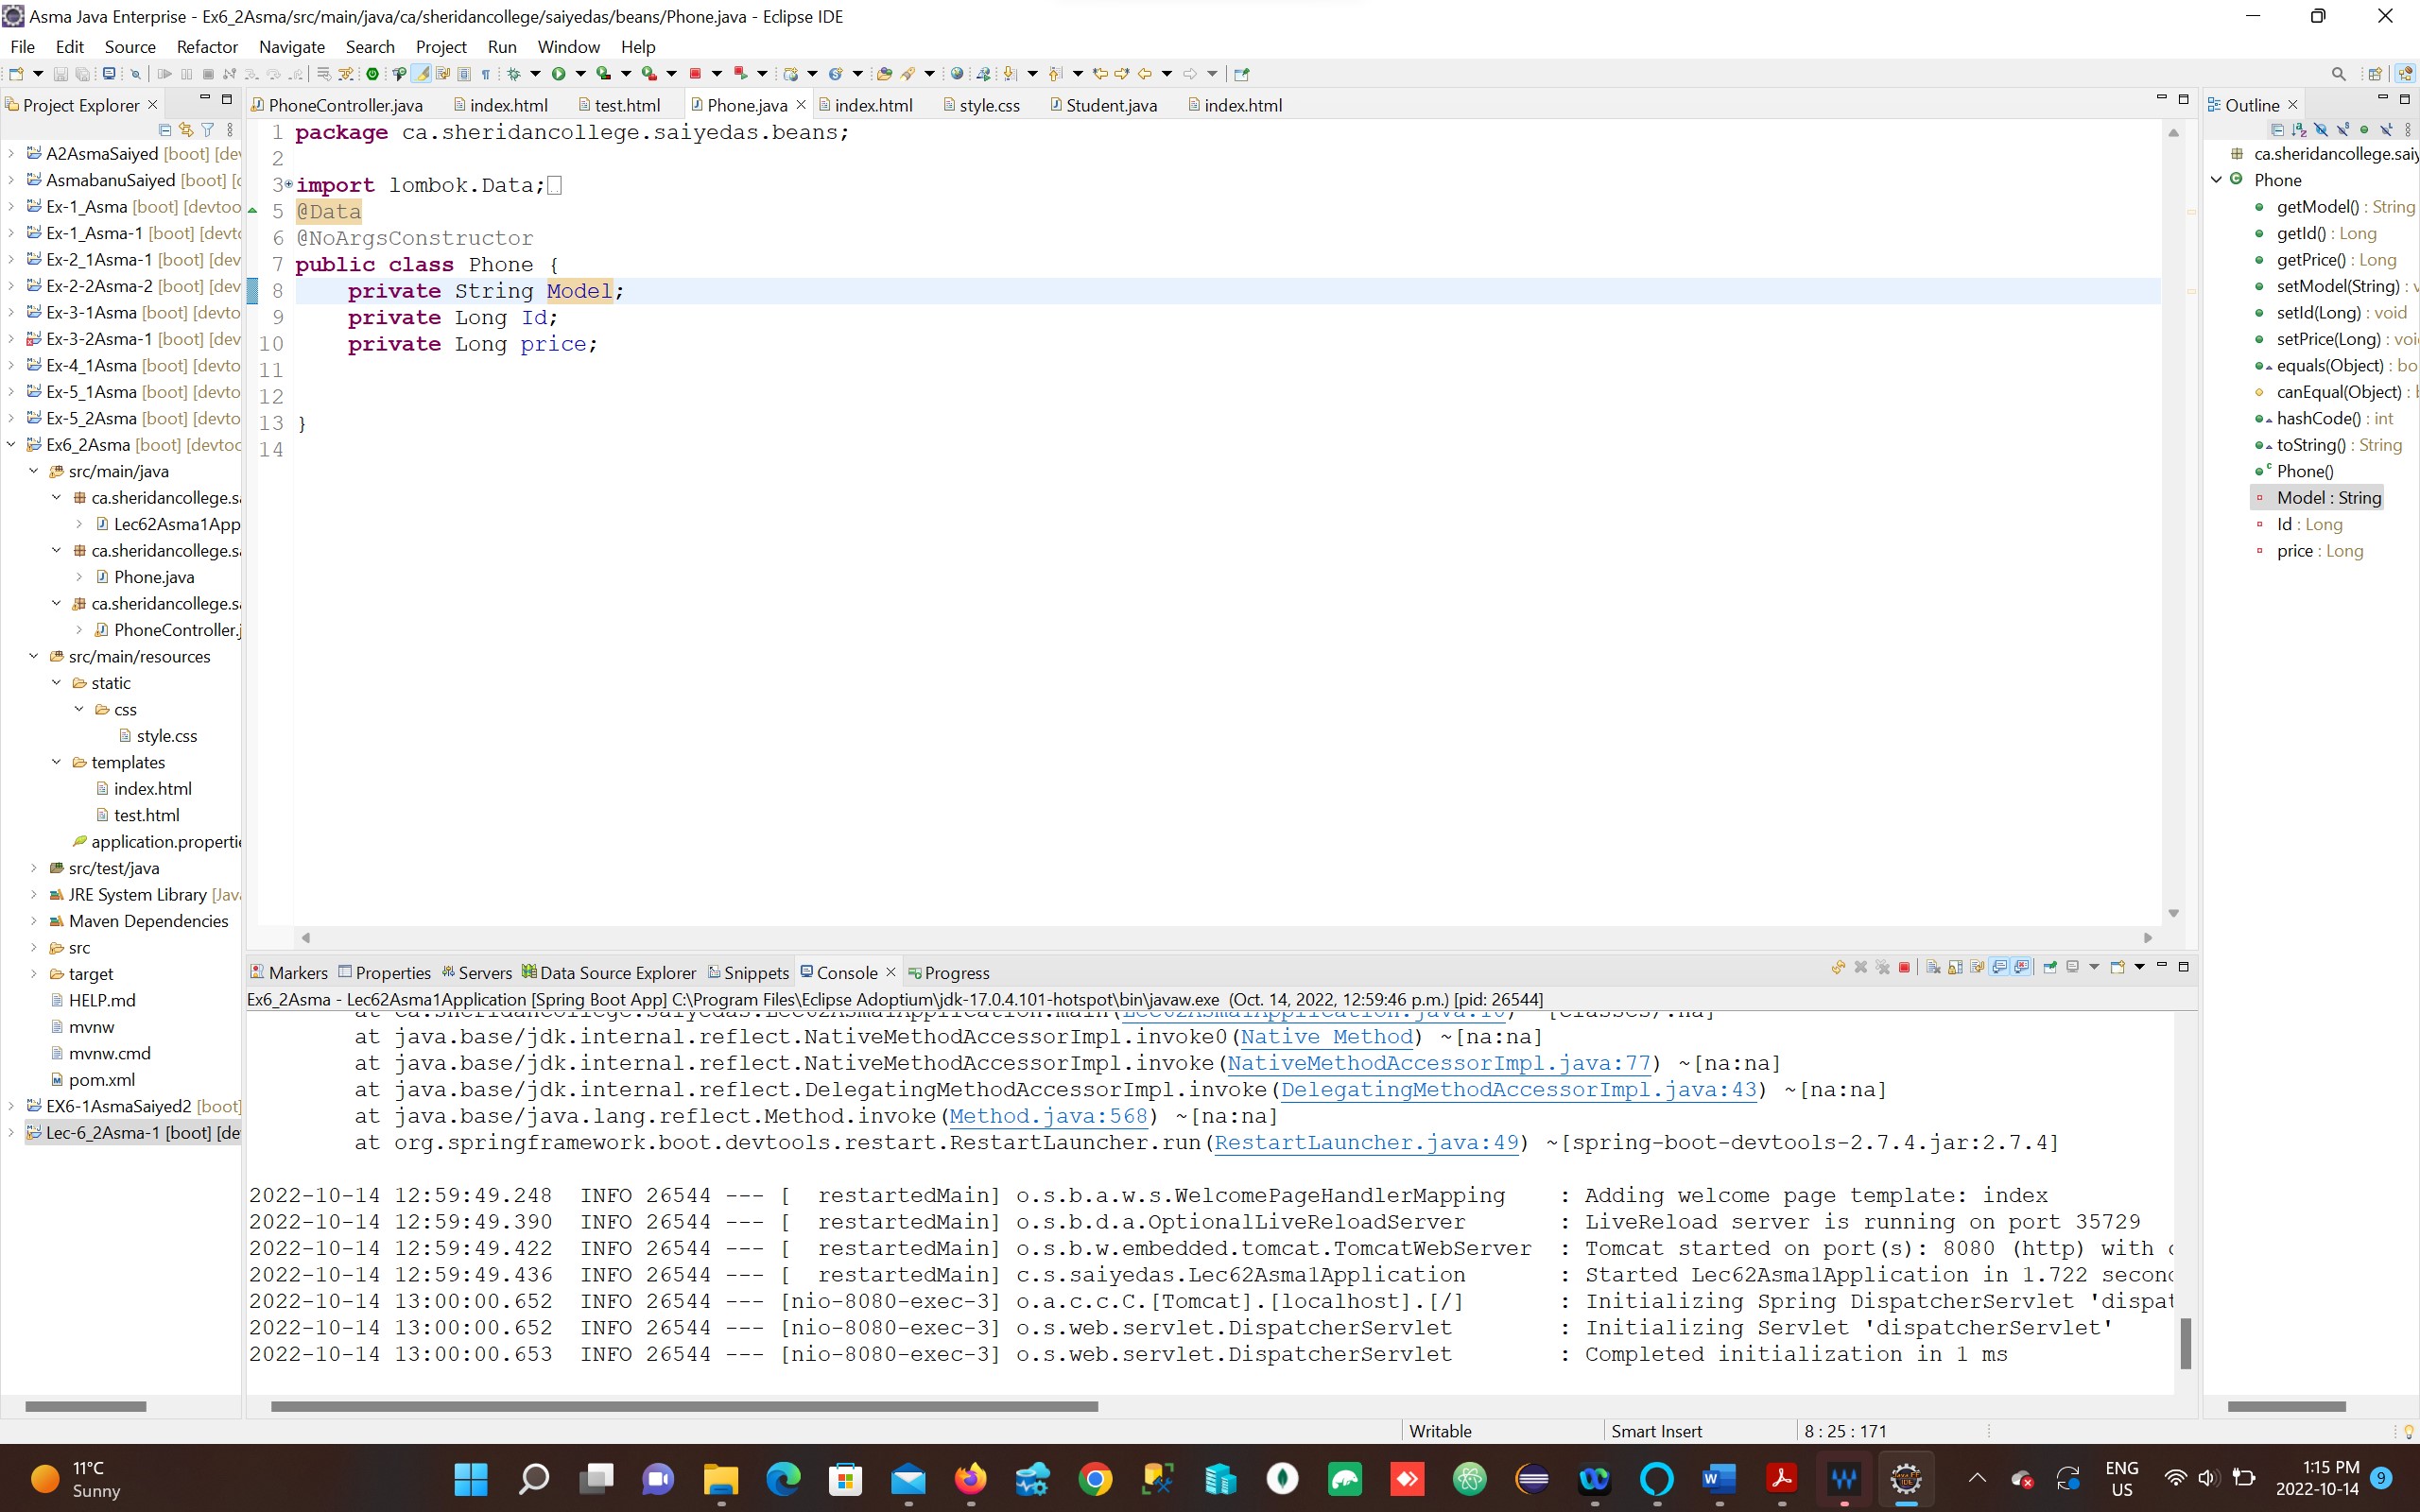 Asma Java Enterprise - Ex6_2Asma/src/main/java/ca/sheridancollege/saiyedas/beans/Phone.java - Eclipse IDE
File Edit Source Refactor Navigate Search Project Run Window Help
Project Explorer
A2AsmaSaiyed [boot] [de
AsmabanuSaiyed [boot] [
Ex-1_Asma [boot] [devtoo
Ex-1_Asma-1 [boot] [devt
Ex-2_1Asma-1 [boot] [dev
Ex-2-2Asma-2 [boot] [dev
Ex-3-1Asma [boot] [devto
Ex-3-2Asma-1 [boot] [dev
Ex-4_1Asma [boot] [devto
Ex-5_1Asma [boot] [devto
Ex-5_2Asma [boot] [devto
Ex6_2Asma [boot] [devtoc
src/main/java
ca.sheridancollege.sa
Lec62Asma1App
ca.sheridancollege.sa
Phone.java
ca.sheridancollege.sa
PhoneController.j
src/main/resources
static
css
style.css
templates
index.html
test.html
application.properti
src/test/java
JRE System Library [Java
Maven Dependencies
src
target
HELP.md
mvnw
mvnw.cmd
pom.xml
EX6-1AsmaSaiyed2 [boot]
Lec-6_2Asma-1 [boot] [de
PhoneController.java index.html test.html Phone.java index.html style.css Student.java index.html
1 package ca.sheridancollege.saiyedas.beans;
2
3 import lombok.Data;
5 @Data
6 @NoArgsConstructor
7 public class Phone {
8 private String Model;
9 private Long Id;
10 private Long price;
11
12
13 }
14
Outline
ca.sheridancollege.saiy
Phone
getModel() : String
getId() : Long
getPrice() : Long
setModel(String) : v
setId(Long) : void
setPrice(Long) : voi
equals(Object) : bo
canEqual(Object) : b
hashCode() : int
toString() : String
Phone()
Model : String
Id : Long
price : Long
Markers Properties Servers Data Source Explorer Snippets Console Progress
Ex6_2Asma - Lec62Asma1Application [Spring Boot App] C:\Program Files\Eclipse Adoptium\jdk-17.0.4.101-hotspot\bin\javaw.exe (Oct. 14, 2022, 12:59:46 p.m.) [pid: 26544]
at ca.sheridancollege.saiyedas.Lec62Asma1Application.main(Lec62Asma1Application.java:10) ~[classes/:na]
at java.base/jdk.internal.reflect.NativeMethodAccessorImpl.invoke0(Native Method) ~[na:na]
at java.base/jdk.internal.reflect.NativeMethodAccessorImpl.invoke(NativeMethodAccessorImpl.java:77) ~[na:na]
at java.base/jdk.internal.reflect.DelegatingMethodAccessorImpl.invoke(DelegatingMethodAccessorImpl.java:43) ~[na:na]
at java.base/java.lang.reflect.Method.invoke(Method.java:568) ~[na:na]
at org.springframework.boot.devtools.restart.RestartLauncher.run(RestartLauncher.java:49) ~[spring-boot-devtools-2.7.4.jar:2.7.4]
2022-10-14 12:59:49.248 INFO 26544 --- [ restartedMain] o.s.b.a.w.s.WelcomePageHandlerMapping : Adding welcome page template: index
2022-10-14 12:59:49.390 INFO 26544 --- [ restartedMain] o.s.b.d.a.OptionalLiveReloadServer : LiveReload server is running on port 35729
2022-10-14 12:59:49.422 INFO 26544 --- [ restartedMain] o.s.b.w.embedded.tomcat.TomcatWebServer : Tomcat started on port(s): 8080 (http) with c
2022-10-14 12:59:49.436 INFO 26544 --- [ restartedMain] c.s.saiyedas.Lec62Asma1Application : Started Lec62Asma1Application in 1.722 second
2022-10-14 13:00:00.652 INFO 26544 --- [nio-8080-exec-3] o.a.c.c.C.[Tomcat].[localhost].[/] : Initializing Spring DispatcherServlet 'dispat
2022-10-14 13:00:00.652 INFO 26544 --- [nio-8080-exec-3] o.s.web.servlet.DispatcherServlet : Initializing Servlet 'dispatcherServlet'
2022-10-14 13:00:00.653 INFO 26544 --- [nio-8080-exec-3] o.s.web.servlet.DispatcherServlet : Completed initialization in 1 ms
Writable Smart Insert 8 : 25 : 171
11°C
Sunny
ENG
US
1:15 PM
2022-10-14
9